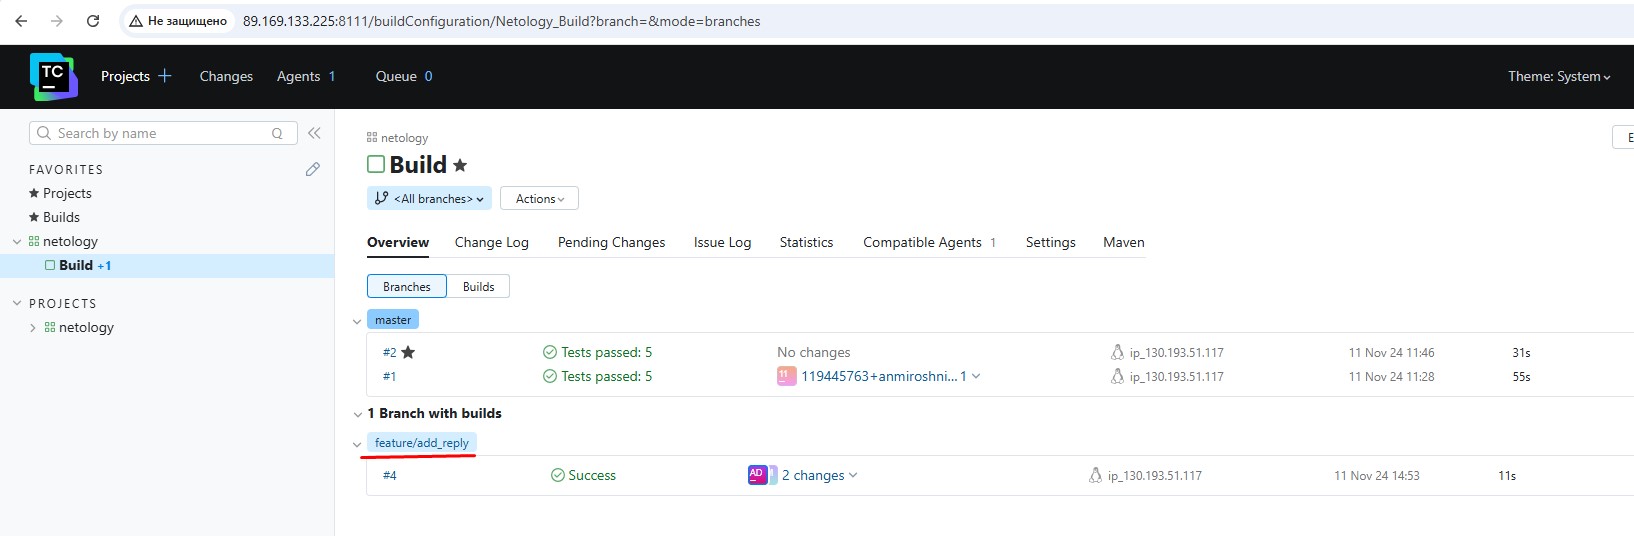 Не защищено 89.169.133.225:8111/buildConfiguration/Netology_Build?branch=&mode=branches
TC Projects Changes Agents 1 Queue 0 Theme: System
Search by name Q
FAVORITES
Projects
Builds
netology
Build +1
PROJECTS
netology
netology
E
Build
<All branches> Actions
Overview Change Log Pending Changes Issue Log Statistics Compatible Agents 1 Settings Maven
Branches Builds
master
#2 Tests passed: 5 No changes ip_130.193.51.117 11 Nov 24 11:46 31s
#1 Tests passed: 5 11 119445763+anmiroshni... 1 ip_130.193.51.117 11 Nov 24 11:28 55s
1 Branch with builds
feature/add_reply
#4 Success AD 2 changes ip_130.193.51.117 11 Nov 24 14:53 11s